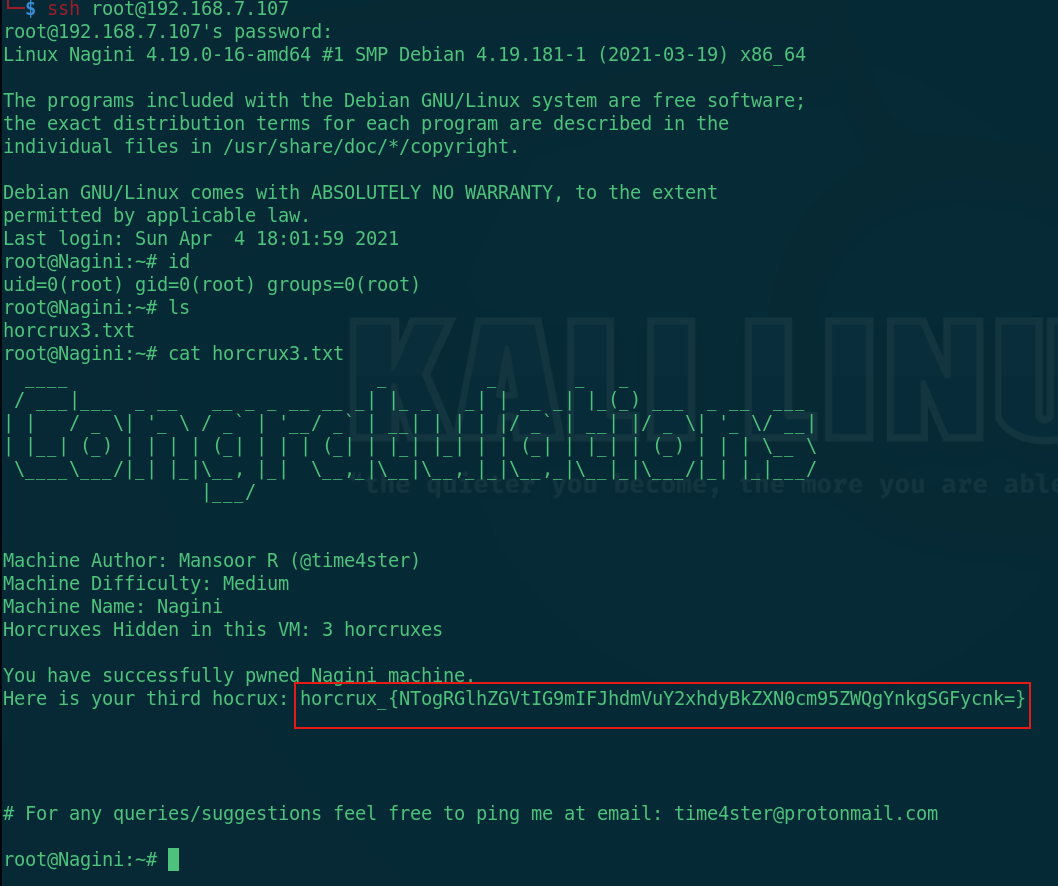 └─$ ssh root@192.168.7.107
root@192.168.7.107's password:
Linux Nagini 4.19.0-16-amd64 #1 SMP Debian 4.19.181-1 (2021-03-19) x86_64
The programs included with the Debian GNU/Linux system are free software;
the exact distribution terms for each program are described in the
individual files in /usr/share/doc/*/copyright.
Debian GNU/Linux comes with ABSOLUTELY NO WARRANTY, to the extent
permitted by applicable law.
Last login: Sun Apr  4 18:01:59 2021
root@Nagini:~# id
uid=0(root) gid=0(root) groups=0(root)
root@Nagini:~# ls
horcrux3.txt
KALI LINU
root@Nagini:~# cat horcrux3.txt
Congratulations
"the quieter you become, the more you are able
Machine Author: Mansoor R (@time4ster)
Machine Difficulty: Medium
Machine Name: Nagini
Horcruxes Hidden in this VM: 3 horcruxes
You have successfully pwned Nagini machine.
Here is your third hocrux: horcrux_{NTogRGlhZGVtIG9mIFJhdmVuY2xhdyBkZXN0cm95ZWQgYnkgSGFycnk=}
# For any queries/suggestions feel free to ping me at email: time4ster@protonmail.com
root@Nagini:~#